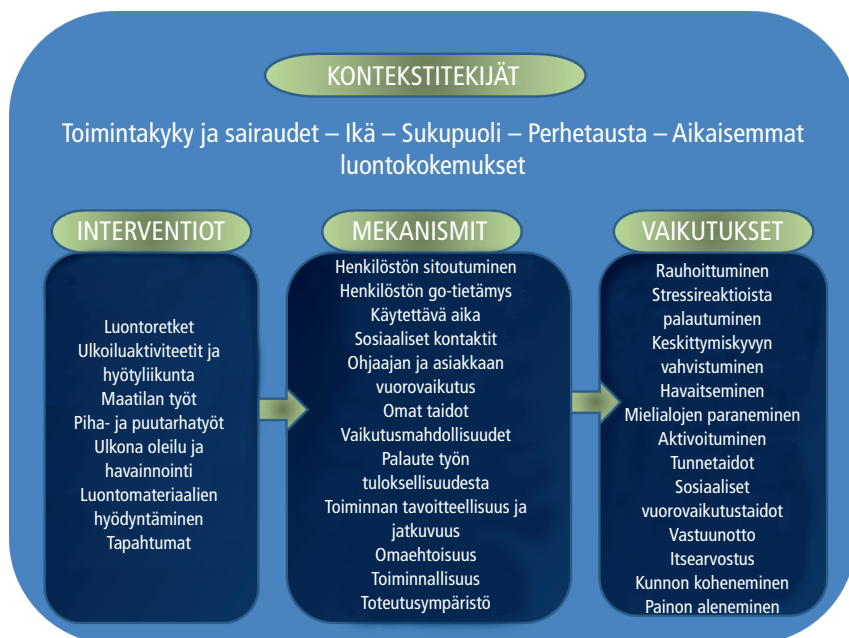 KONTEKSTITEKIJÄT
Toimintakyky ja sairaudet – Ikä – Sukupuoli – Perhetausta – Aikaisemmat
luontokokemukset
INTERVENTIOT
Luontoretket
Ulkoiluaktiviteetit ja
hyötyliikunta
Maatilan työt
Piha- ja puutarhatyöt
Ulkona oleilu ja
havainnointi
Luontomateriaalien
hyödyntäminen
Tapahtumat
MEKANISMIT
Henkilöstön sitoutuminen
Henkilöstön go-tietämys
Käytettävä aika
Sosiaaliset kontaktit
Ohjaajan ja asiakkaan
vuorovaikutus
Omat taidot
Vaikutusmahdollisuudet
Palaute työn
tuloksellisuudesta
Toiminnan tavoitteellisuus ja
jatkuvuus
Omaehtoisuus
Toiminnallisuus
Toteutusympäristö
VAIKUTUKSET
Rauhoittuminen
Stressireaktioista
palautuminen
Keskittymiskyvyn
vahvistuminen
Havaitseminen
Mielialojen paraneminen
Aktivoituminen
Tunnetaidot
Sosiaaliset
vuorovaikutustaidot
Vastuunotto
Itsearvostus
Kunnon koheneminen
Painon aleneminen